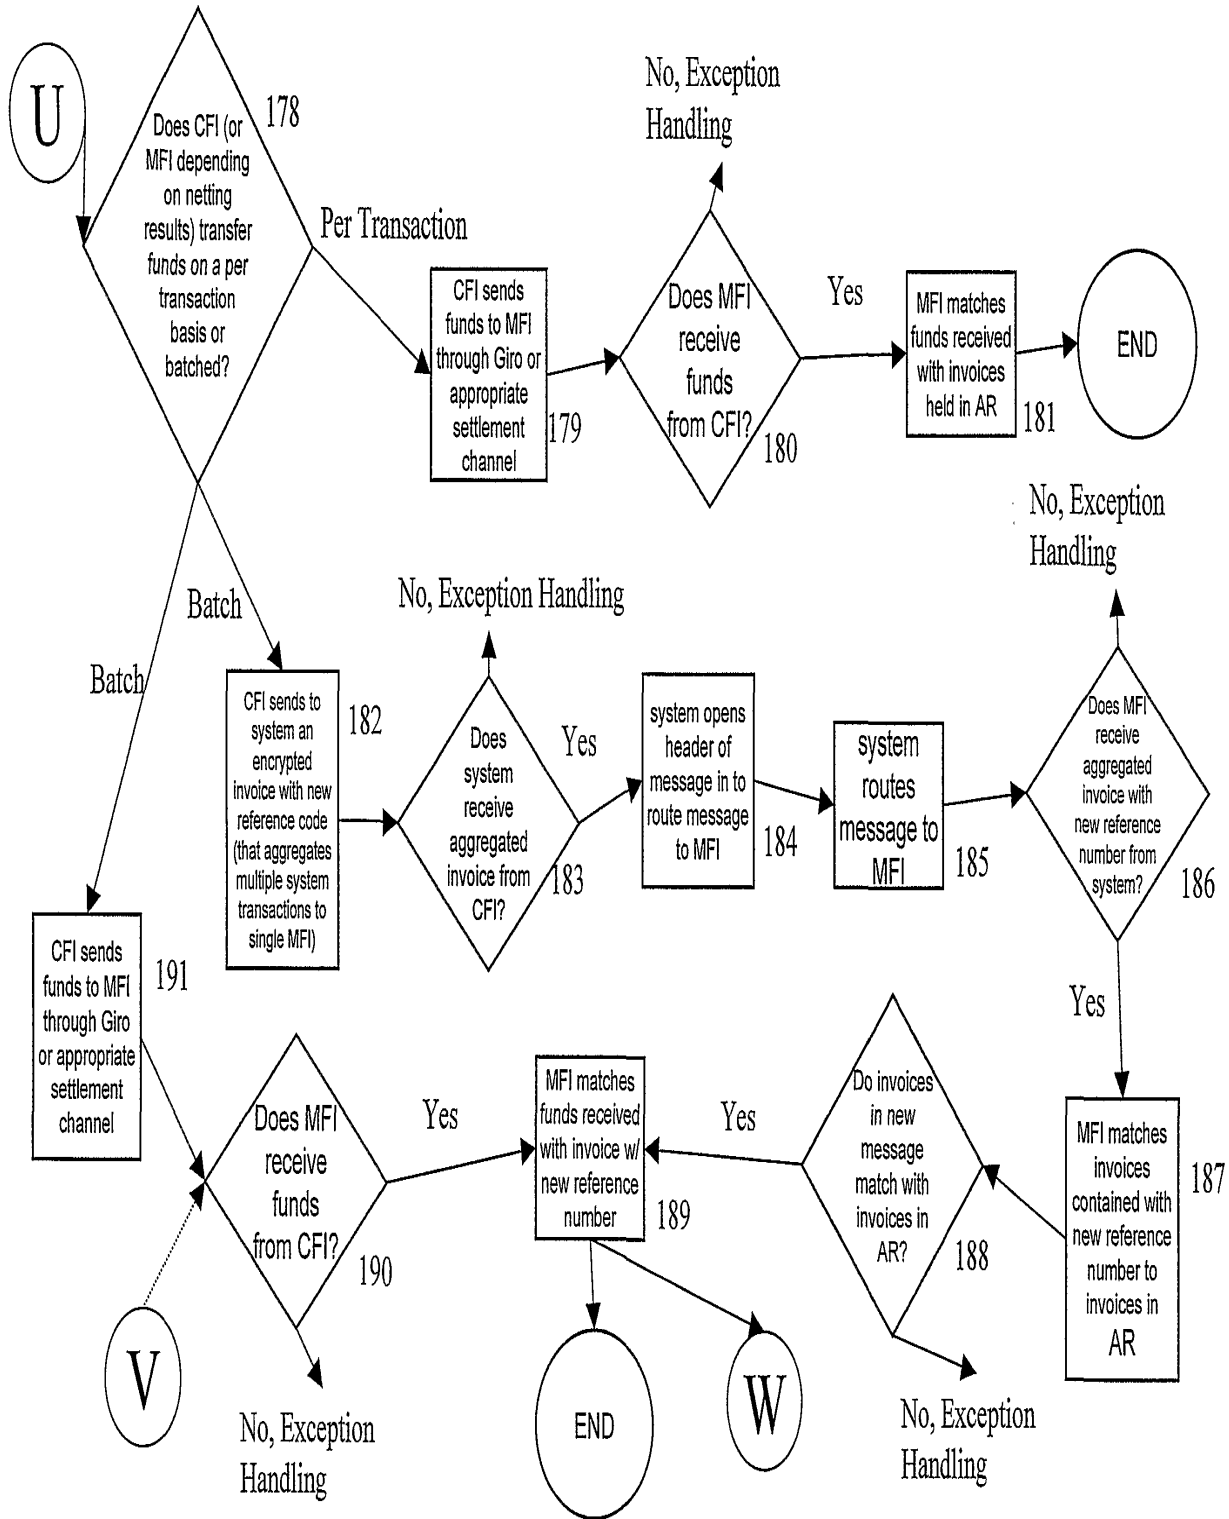 U
178
Does CFI (or
MFI depending
on netting
results) transfer
funds on a per
transaction
basis or
batched?
Per Transaction
CFI sends
funds to MFI
through Giro or
appropriate
settlement
channel
179
No, Exception
Handling
Does MFI
receive
funds
from CFI?
180
Yes
MFI matches
funds received
with invoices
held in AR
181
END
Batch
Batch
CFI sends to
system an
encrypted
invoice with new
reference code
(that aggregates
multiple system
transactions to
single MFI)
182
No, Exception Handling
Does
system
receive
aggregated
invoice from
CFI?
183
Yes
system opens
header of
message in to
route message
to MFI
184
system
routes
message to
MFI
185
No, Exception
Handling
Does MFI
receive
aggregated
invoice with
new reference
number from
system?
186
Yes
CFI sends
funds to MFI
through Giro
or appropriate
settlement
channel
191
Does MFI
receive
funds
from CFI?
190
Yes
MFI matches
funds received
with invoice w/
new reference
number
189
Yes
Do invoices
in new
message
match with
invoices in
AR?
188
MFI matches
invoices
contained with
new reference
number to
invoices in
AR
187
V
No, Exception
Handling
END
W
No, Exception
Handling